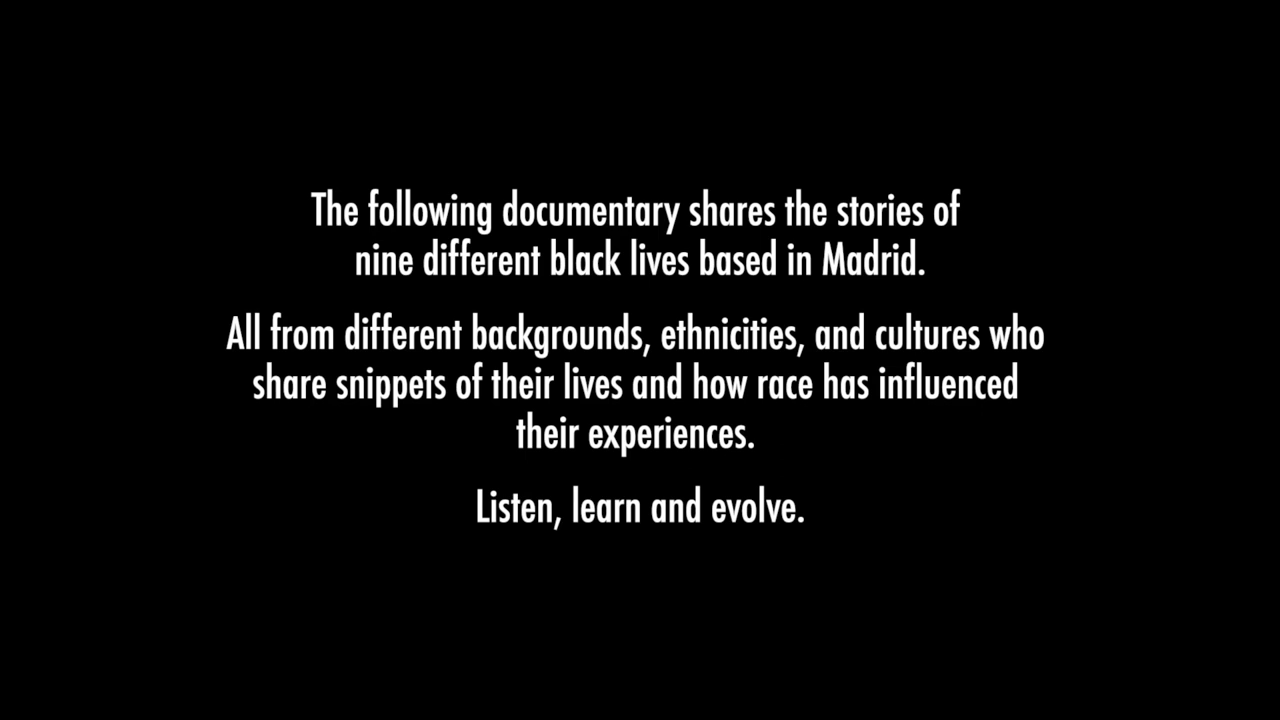 The following documentary shares the stories of
nine different black lives based in Madrid.
All from different backgrounds, ethnicities, and cultures who
share snippets of their lives and how race has influenced
their experiences.
Listen, learn and evolve.